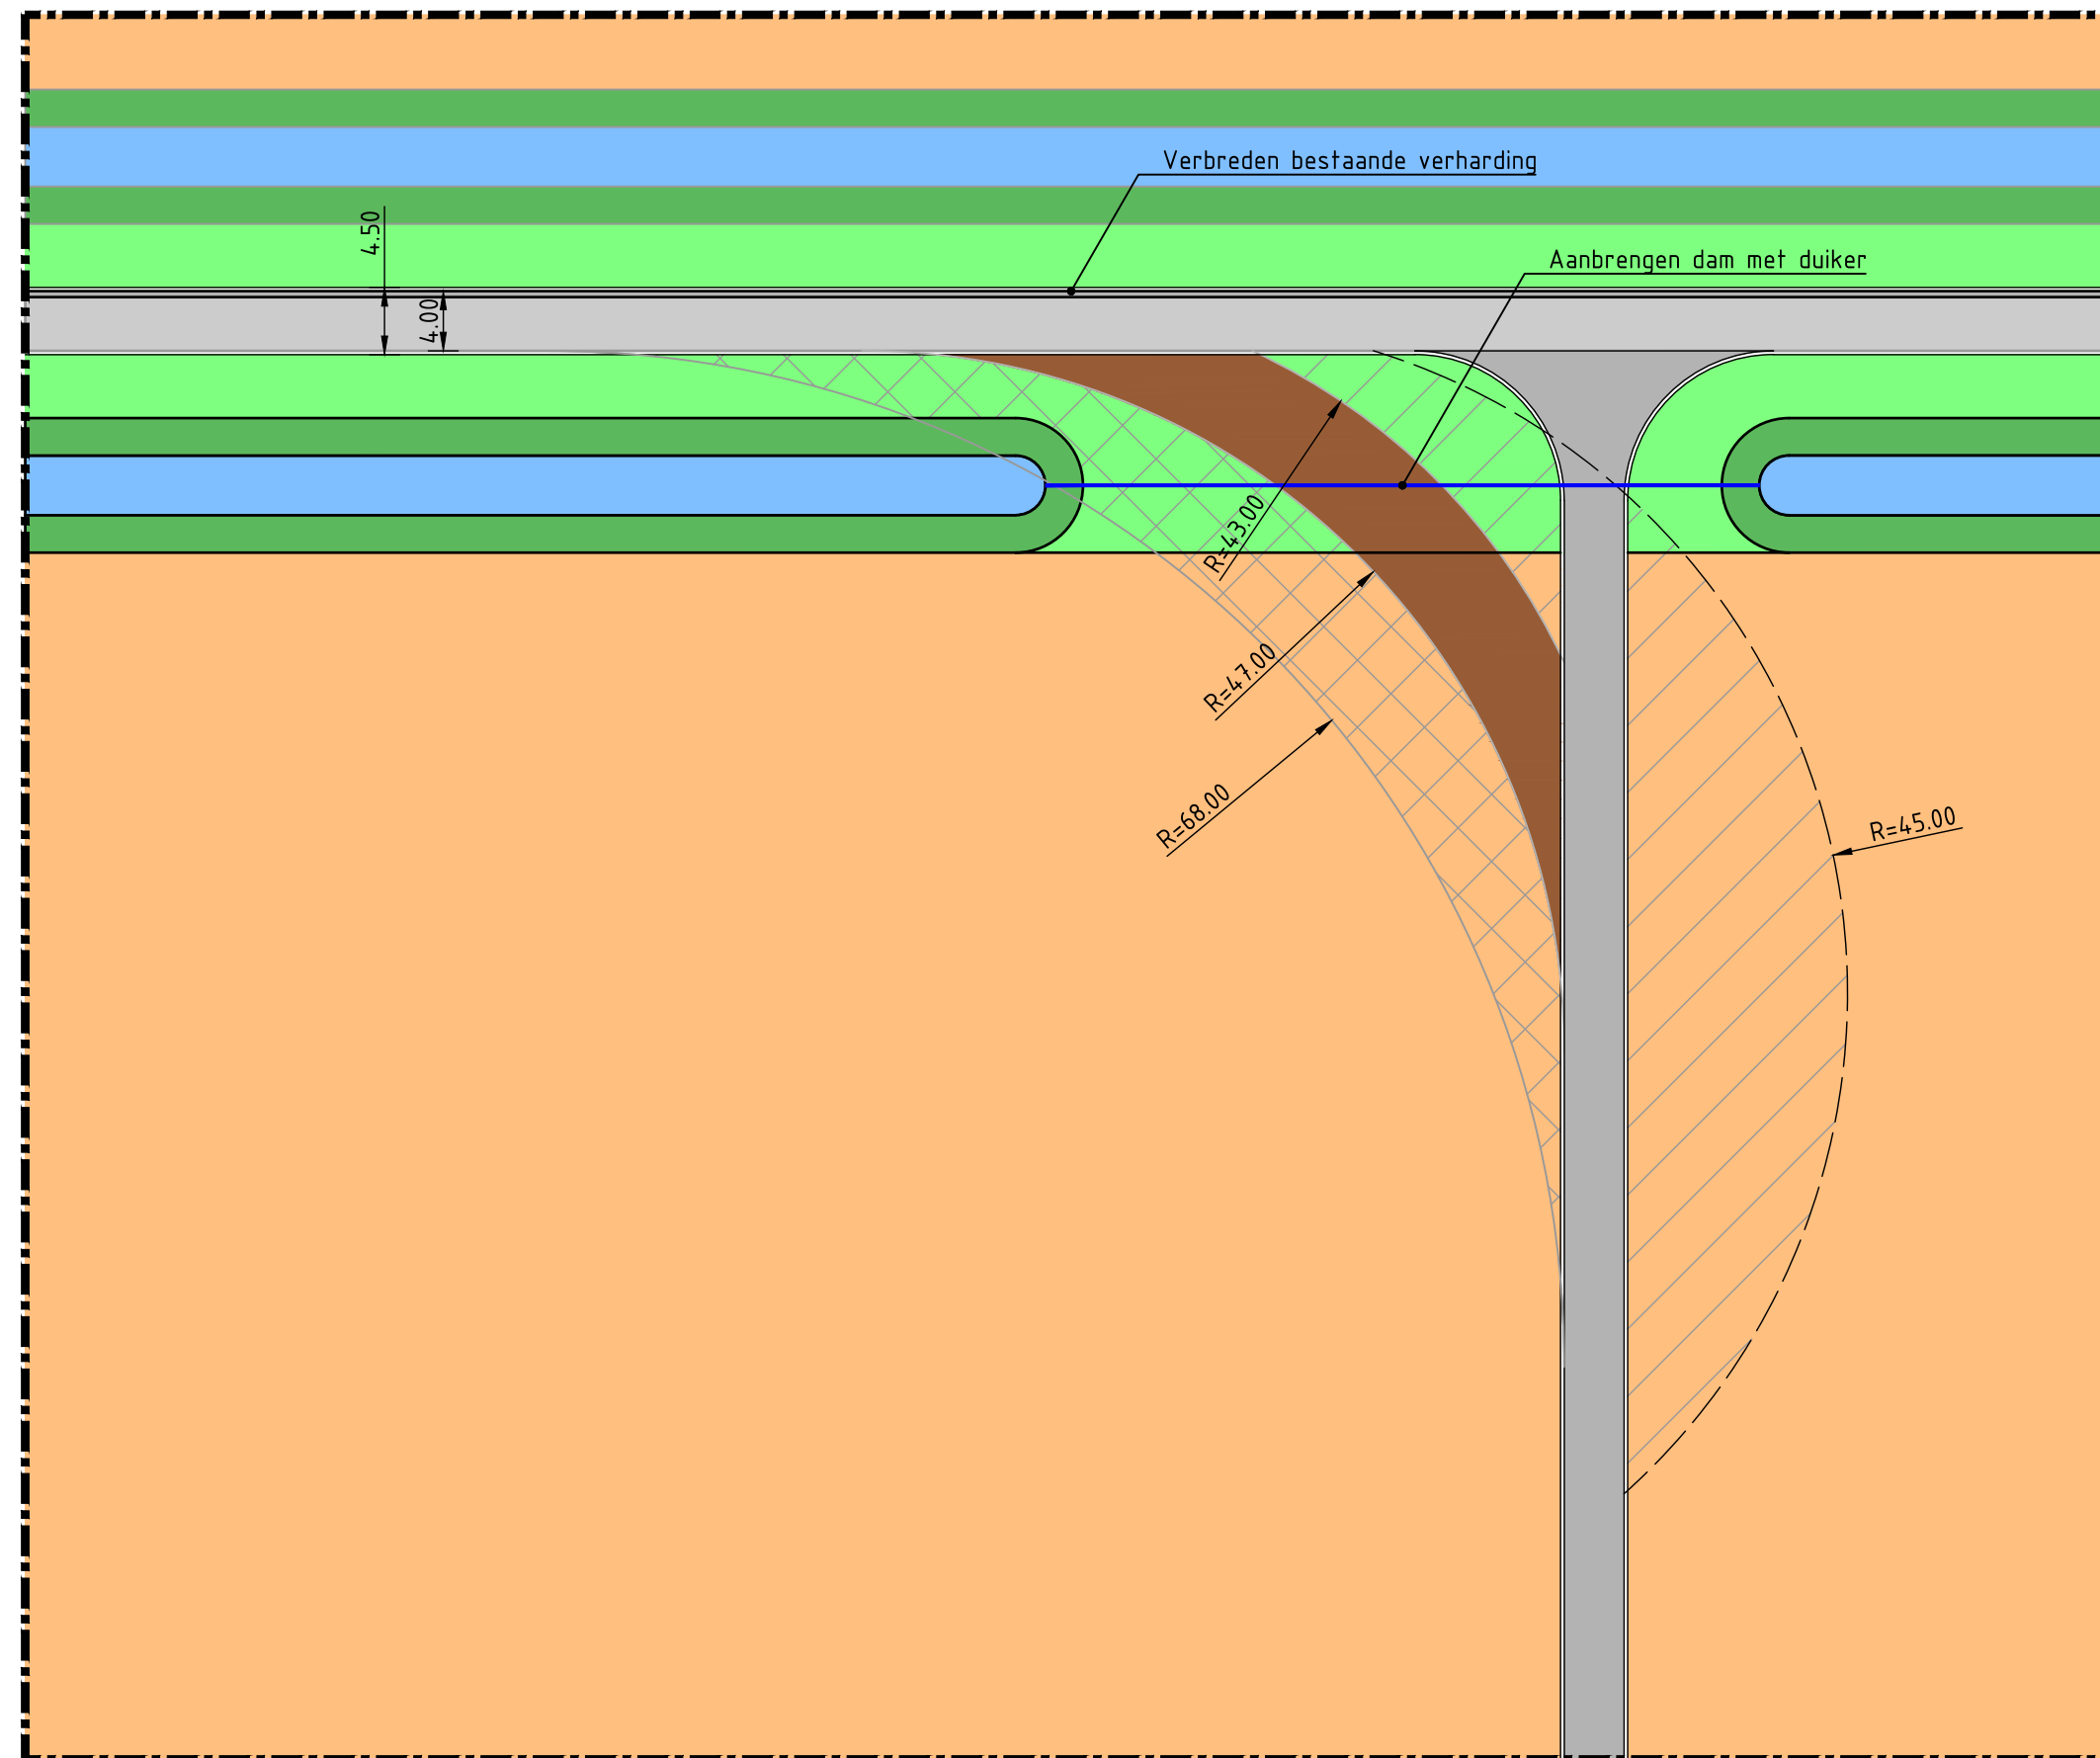 Verbreden bestaande verharding
4.50
Aanbrengen dam met duiker
4.00
R=43.00
R=47.00
R=68.00
R=45.00